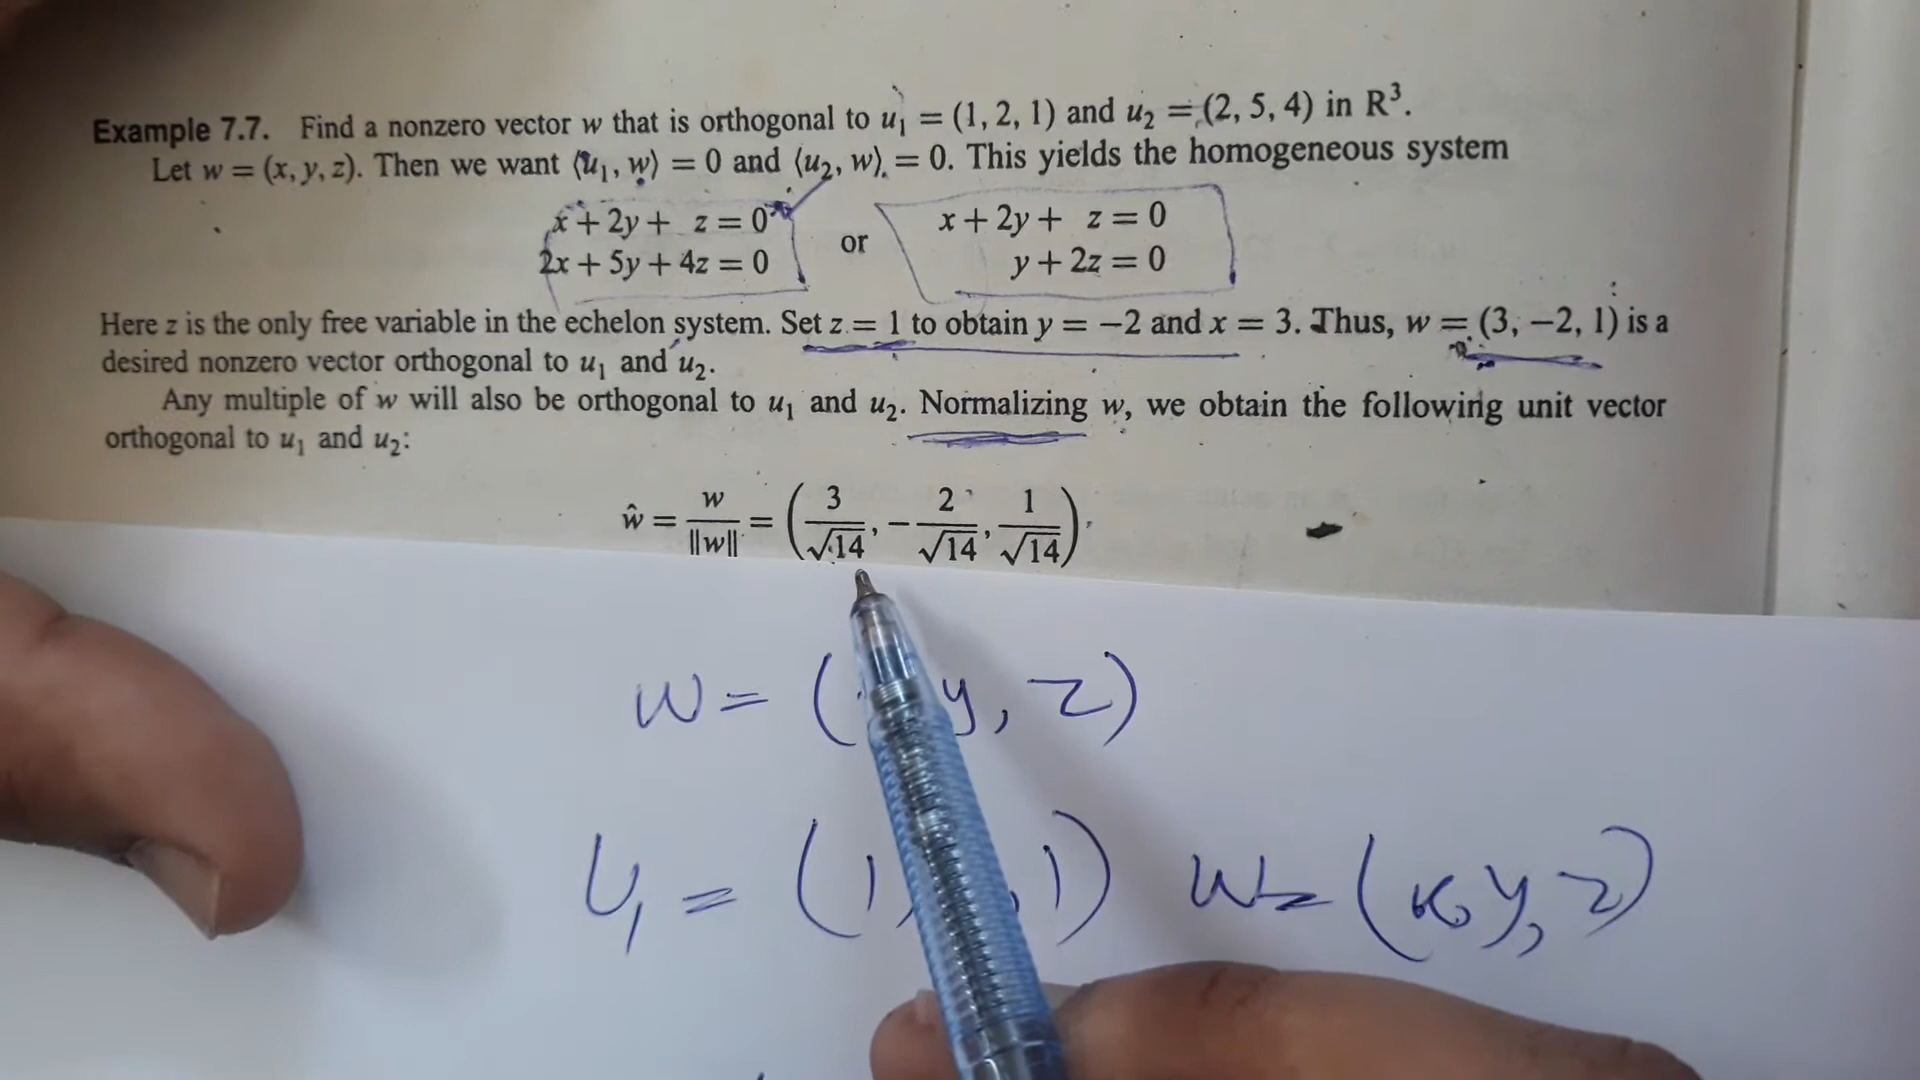 Example 7.7. Find a nonzero vector w that is orthogonal to u₁ = (1, 2, 1) and u₂ = (2, 5, 4) in R³.
Let w = (x, y, z). Then we want ⟨u₁, w⟩ = 0 and ⟨u₂, w⟩ = 0. This yields the homogeneous system
x + 2y + z = 0 or x + 2y + z = 0
2x + 5y + 4z = 0 y + 2z = 0
Here z is the only free variable in the echelon system. Set z = 1 to obtain y = −2 and x = 3. Thus, w = (3, −2, 1) is a
desired nonzero vector orthogonal to u₁ and u₂.
Any multiple of w will also be orthogonal to u₁ and u₂. Normalizing w, we obtain the following unit vector
orthogonal to u₁ and u₂:
ŵ = w/‖w‖ = (3/√14, −2/√14, 1/√14)
W = ( y, z)
U₁ = (1, ,1) W = (x, y, z)